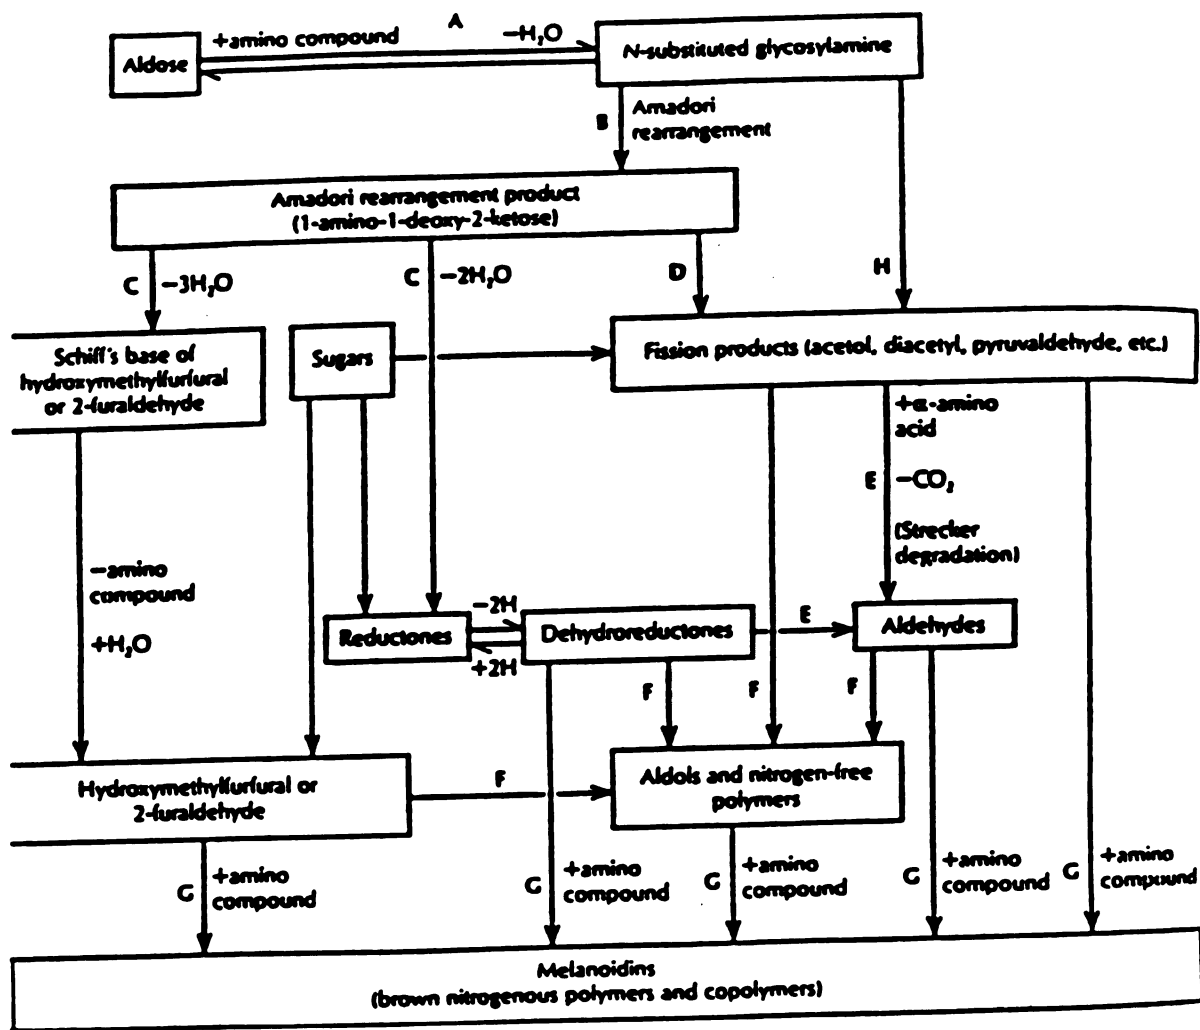 A
+amino compound
−H₂O
Aldose
N-substituted glycosylamine
B
Amadori
rearrangement
Amadori rearrangement product
(1-amino-1-deoxy-2-ketose)
C
−3H₂O
C
−2H₂O
D
H
Schiff's base of
hydroxymethylfurfural
or 2-furaldehyde
Sugars
Fission products (acetol, diacetyl, pyruvaldehyde, etc.)
+α-amino
acid
E
−CO₂
(Strecker
degradation)
−amino
compound
+H₂O
Reductones
−2H
+2H
Dehydroreductones
E
Aldehydes
F
F
F
Hydroxymethylfurfural or
2-furaldehyde
F
Aldols and nitrogen-free
polymers
G
+amino
compound
G
+amino
compound
G
+amino
compound
G
+amino
compound
G
+amino
compound
Melanoidins
(brown nitrogenous polymers and copolymers)